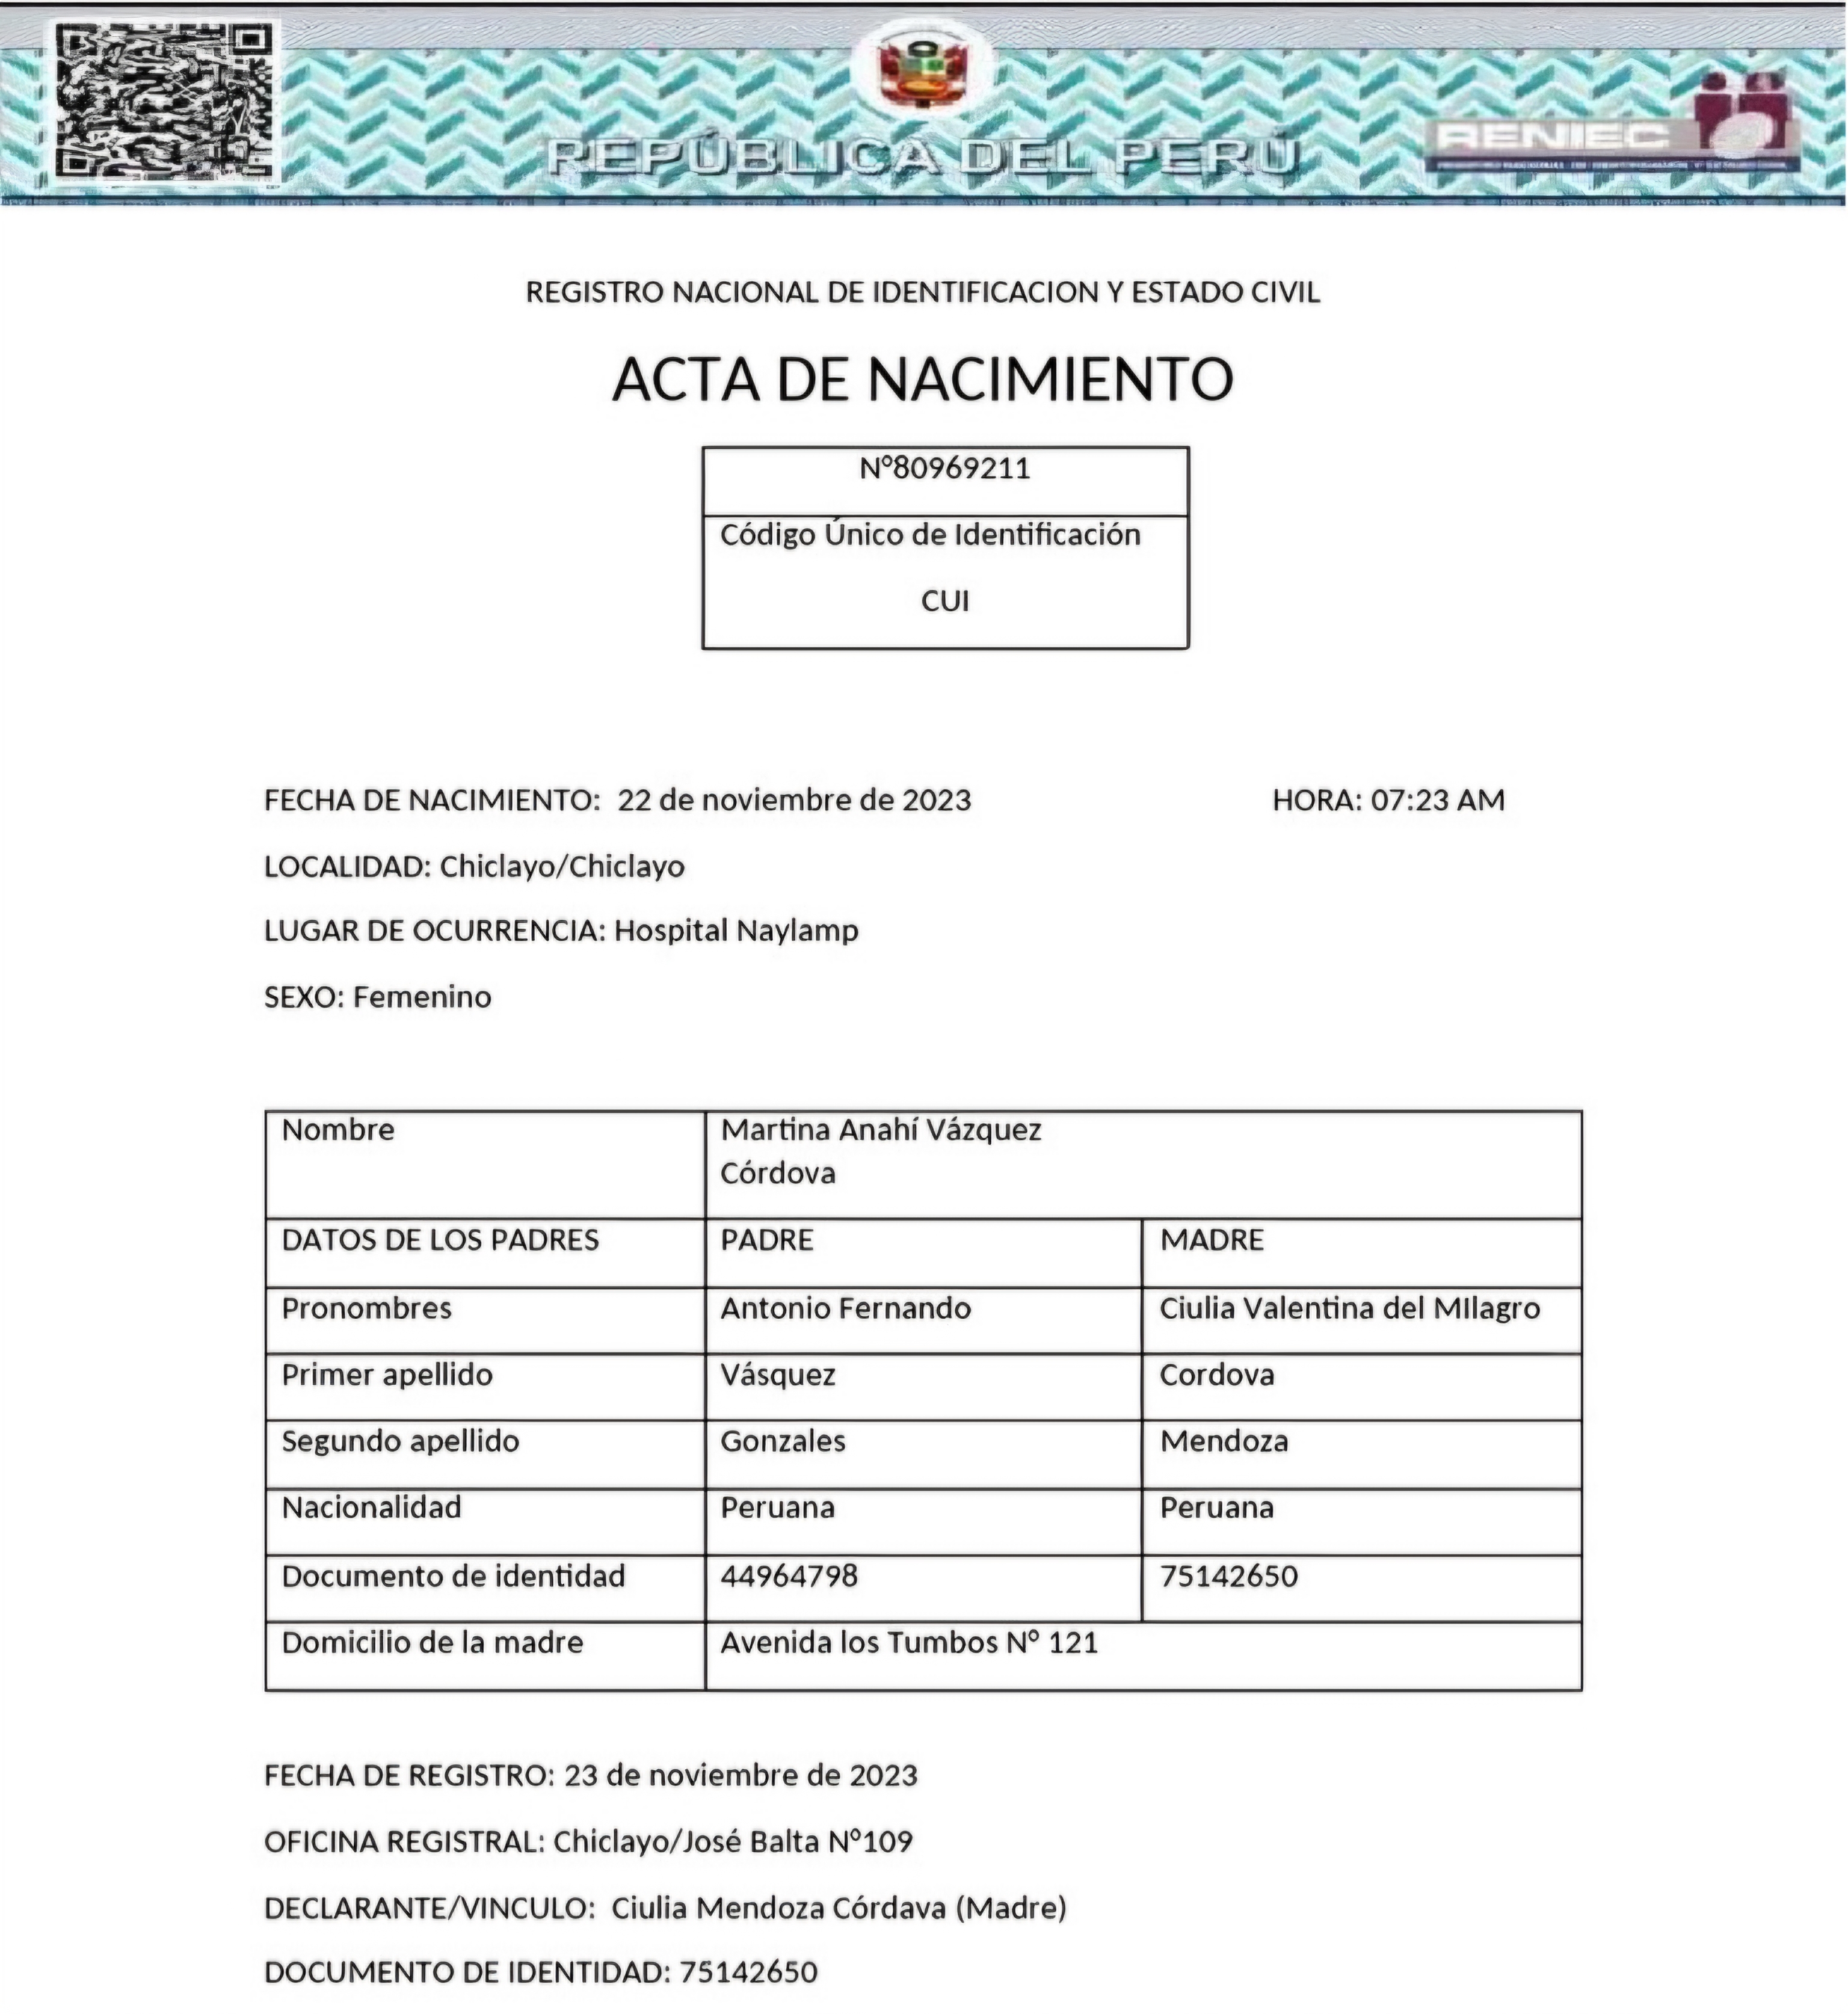 REPÚBLICA DEL PERÚ
RENIEC
REGISTRO NACIONAL DE IDENTIFICACION Y ESTADO CIVIL
ACTA DE NACIMIENTO
N°80969211
Código Único de Identificación
CUI
FECHA DE NACIMIENTO: 22 de noviembre de 2023 HORA: 07:23 AM
LOCALIDAD: Chiclayo/Chiclayo
LUGAR DE OCURRENCIA: Hospital Naylamp
SEXO: Femenino
Nombre Martina Anahí Vázquez
Córdova
DATOS DE LOS PADRES PADRE MADRE
Pronombres Antonio Fernando Ciulia Valentina del MIlagro
Primer apellido Vásquez Cordova
Segundo apellido Gonzales Mendoza
Nacionalidad Peruana Peruana
Documento de identidad 44964798 75142650
Domicilio de la madre Avenida los Tumbos N° 121
FECHA DE REGISTRO: 23 de noviembre de 2023
OFICINA REGISTRAL: Chiclayo/José Balta N°109
DECLARANTE/VINCULO: Ciulia Mendoza Córdava (Madre)
DOCUMENTO DE IDENTIDAD: 75142650